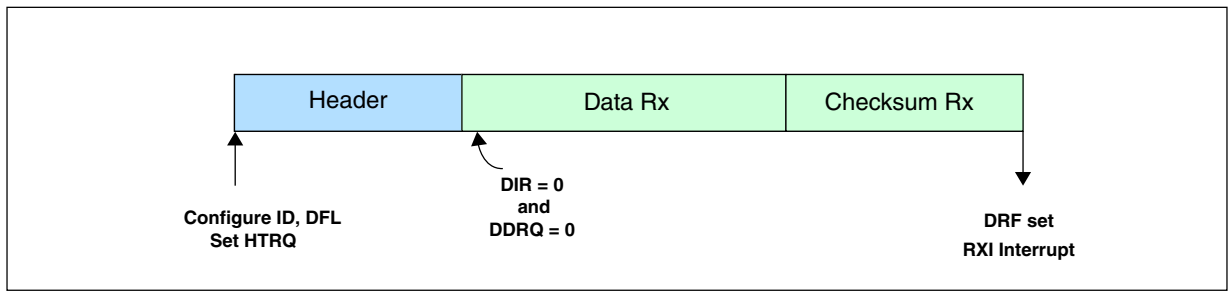 Header
Data Rx
Checksum Rx
Configure ID, DFL
Set HTRQ
DIR = 0
and
DDRQ = 0
DRF set
RXI Interrupt